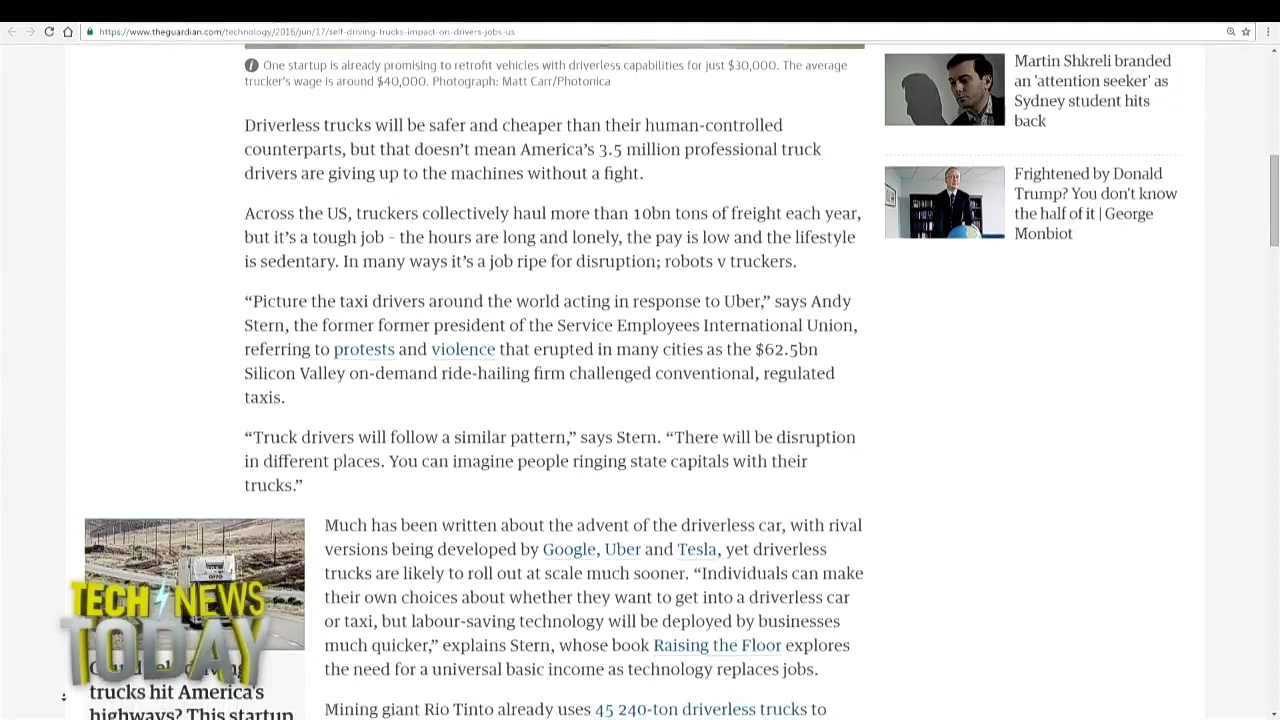 https://www.theguardian.com/technology/2016/jun/17/self-driving-trucks-impact-on-drivers-jobs-us
One startup is already promising to retrofit vehicles with driverless capabilities for just $30,000. The average
trucker's wage is around $40,000. Photograph: Matt Carr/Photonica
Driverless trucks will be safer and cheaper than their human-controlled
counterparts, but that doesn’t mean America’s 3.5 million professional truck
drivers are giving up to the machines without a fight.
Across the US, truckers collectively haul more than 10bn tons of freight each year,
but it’s a tough job – the hours are long and lonely, the pay is low and the lifestyle
is sedentary. In many ways it’s a job ripe for disruption; robots v truckers.
“Picture the taxi drivers around the world acting in response to Uber,” says Andy
Stern, the former former president of the Service Employees International Union,
referring to protests and violence that erupted in many cities as the $62.5bn
Silicon Valley on-demand ride-hailing firm challenged conventional, regulated
taxis.
“Truck drivers will follow a similar pattern,” says Stern. “There will be disruption
in different places. You can imagine people ringing state capitals with their
trucks.”
Much has been written about the advent of the driverless car, with rival
versions being developed by Google, Uber and Tesla, yet driverless
trucks are likely to roll out at scale much sooner. “Individuals can make
their own choices about whether they want to get into a driverless car
or taxi, but labour-saving technology will be deployed by businesses
much quicker,” explains Stern, whose book Raising the Floor explores
the need for a universal basic income as technology replaces jobs.
Mining giant Rio Tinto already uses 45 240-ton driverless trucks to
Martin Shkreli branded
an 'attention seeker' as
Sydney student hits
back
Frightened by Donald
Trump? You don't know
the half of it | George
Monbiot
OTTO
TECH NEWS
TODAY
trucks hit America's
highways? This startup